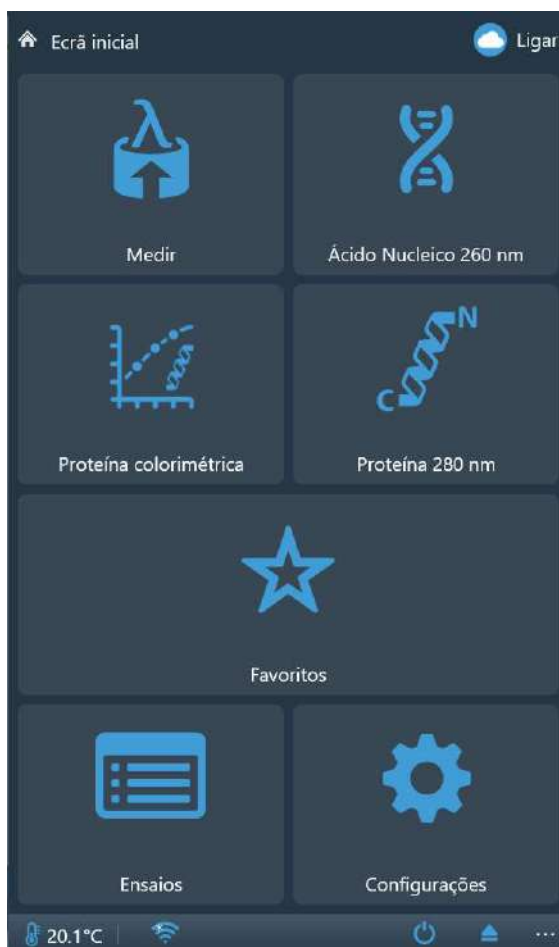 Ecrã inicial
Ligar
Medir
Ácido Nucleico 260 nm
Proteína colorimétrica
N
C
Proteína 280 nm
Favoritos
Ensaios
Configurações
20.1°C